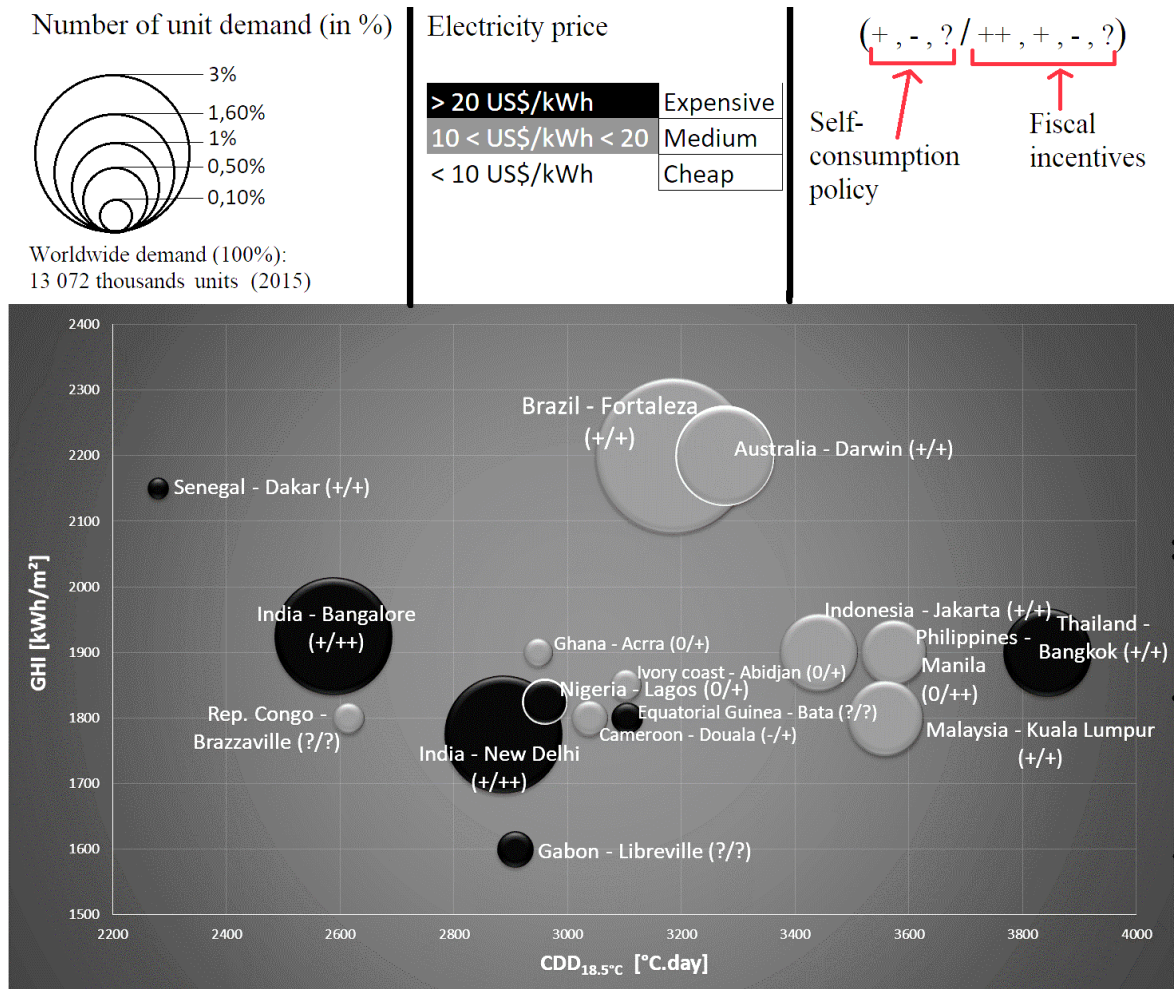 Number of unit demand (in %)
3%
1,60%
1%
0,50%
0,10%
Worldwide demand (100%):
13 072 thousands units (2015)
Electricity price
> 20 US$/kWh Expensive
10 < US$/kWh < 20 Medium
< 10 US$/kWh Cheap
(+ , - , ? / ++ , + , - , ?)
Self-
consumption
policy
Fiscal
incentives
2400
2300
2200
2100
2000
1900
1800
1700
1600
1500
GHI [kWh/m²]
Brazil - Fortaleza
(+/+)
Australia - Darwin (+/+)
Senegal - Dakar (+/+)
India - Bangalore
(+/++)
Indonesia - Jakarta (+/+)
Thailand -
Bangkok (+/+)
Philippines -
Manila
(0/++)
Ghana - Acrra (0/+)
Ivory coast - Abidjan (0/+)
Nigeria - Lagos (0/+)
Equatorial Guinea - Bata (?/?)
Cameroon - Douala (-/+)
Rep. Congo -
Brazzaville (?/?)
India - New Delhi
(+/++)
Malaysia - Kuala Lumpur
(+/+)
Gabon - Libreville (?/?)
2200 2400 2600 2800 3000 3200 3400 3600 3800 4000
CDD18.5°C [°C.day]